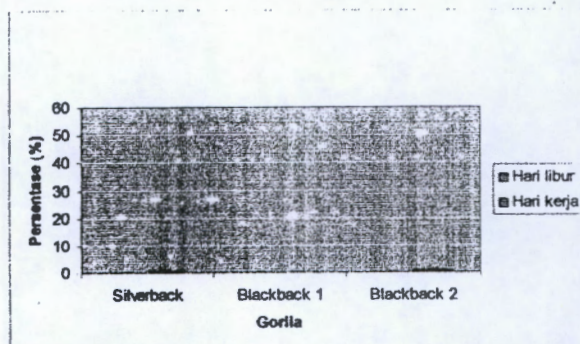 60
50
40
30
20
10
0
Persentase (%)
Silverback
Blackback 1
Blackback 2
Gorila
Hari libur
Hari kerja